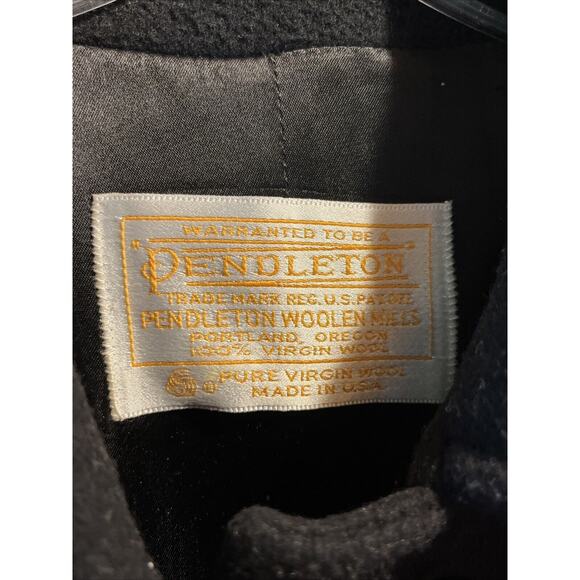 WARRANTED TO BE A
"PENDLETON"
TRADE MARK REG. U.S. PAT. OFF.
PENDLETON WOOLEN MILLS
PORTLAND, OREGON
100% VIRGIN WOOL
PURE VIRGIN WOOL
MADE IN U.S.A.